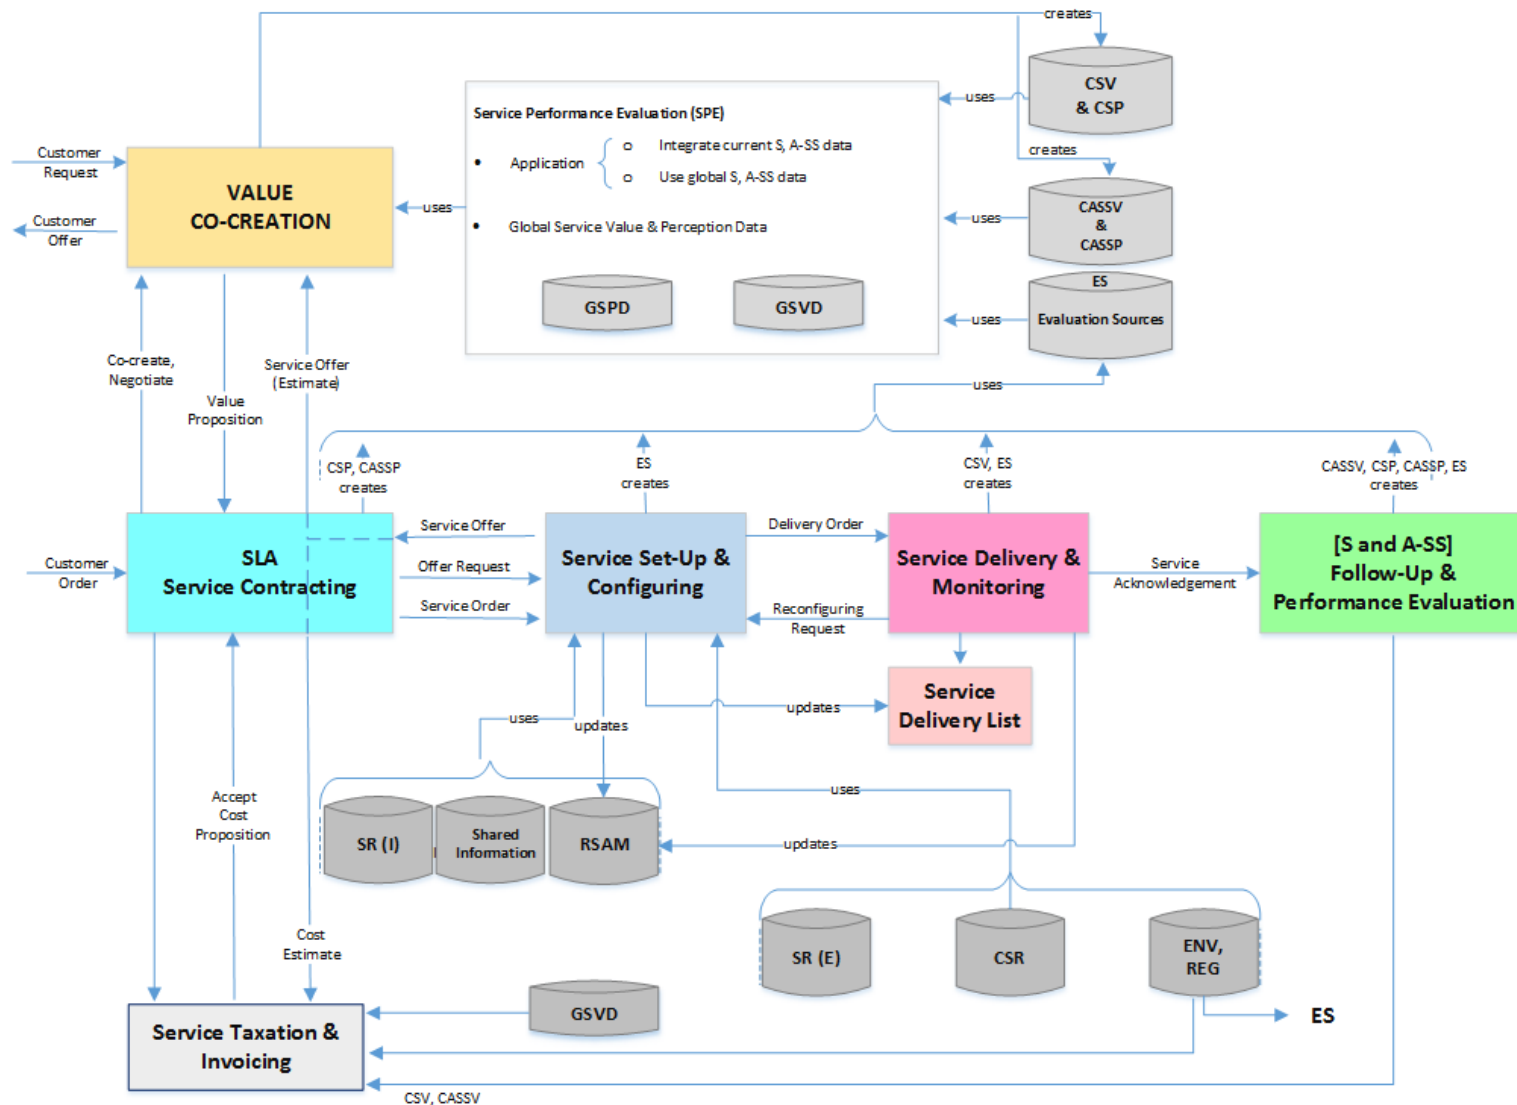 creates
CSV
& CSP
uses
Service Performance Evaluation (SPE)
• Application
o Integrate current S, A-SS data
o Use global S, A-SS data
• Global Service Value & Perception Data
GSPD
GSVD
creates
CASSV
&
CASSP
uses
ES
Evaluation Sources
uses
uses
Customer
Request
Customer
Offer
VALUE
CO-CREATION
uses
Co-create,
Negotiate
Value
Proposition
Service Offer
(Estimate)
CSP, CASSP
creates
ES
creates
CSV, ES
creates
CASSV, CSP, CASSP, ES
creates
Customer
Order
SLA
Service Contracting
Service Offer
Offer Request
Service Order
Service Set-Up &
Configuring
Delivery Order
Reconfiguring
Request
Service Delivery &
Monitoring
Service
Acknowledgement
[S and A-SS]
Follow-Up &
Performance Evaluation
Service
Delivery List
updates
uses
updates
SR (I)
Shared
Information
RSAM
uses
updates
Accept
Cost
Proposition
Cost
Estimate
SR (E)
CSR
ENV,
REG
ES
GSVD
Service Taxation &
Invoicing
CSV, CASSV